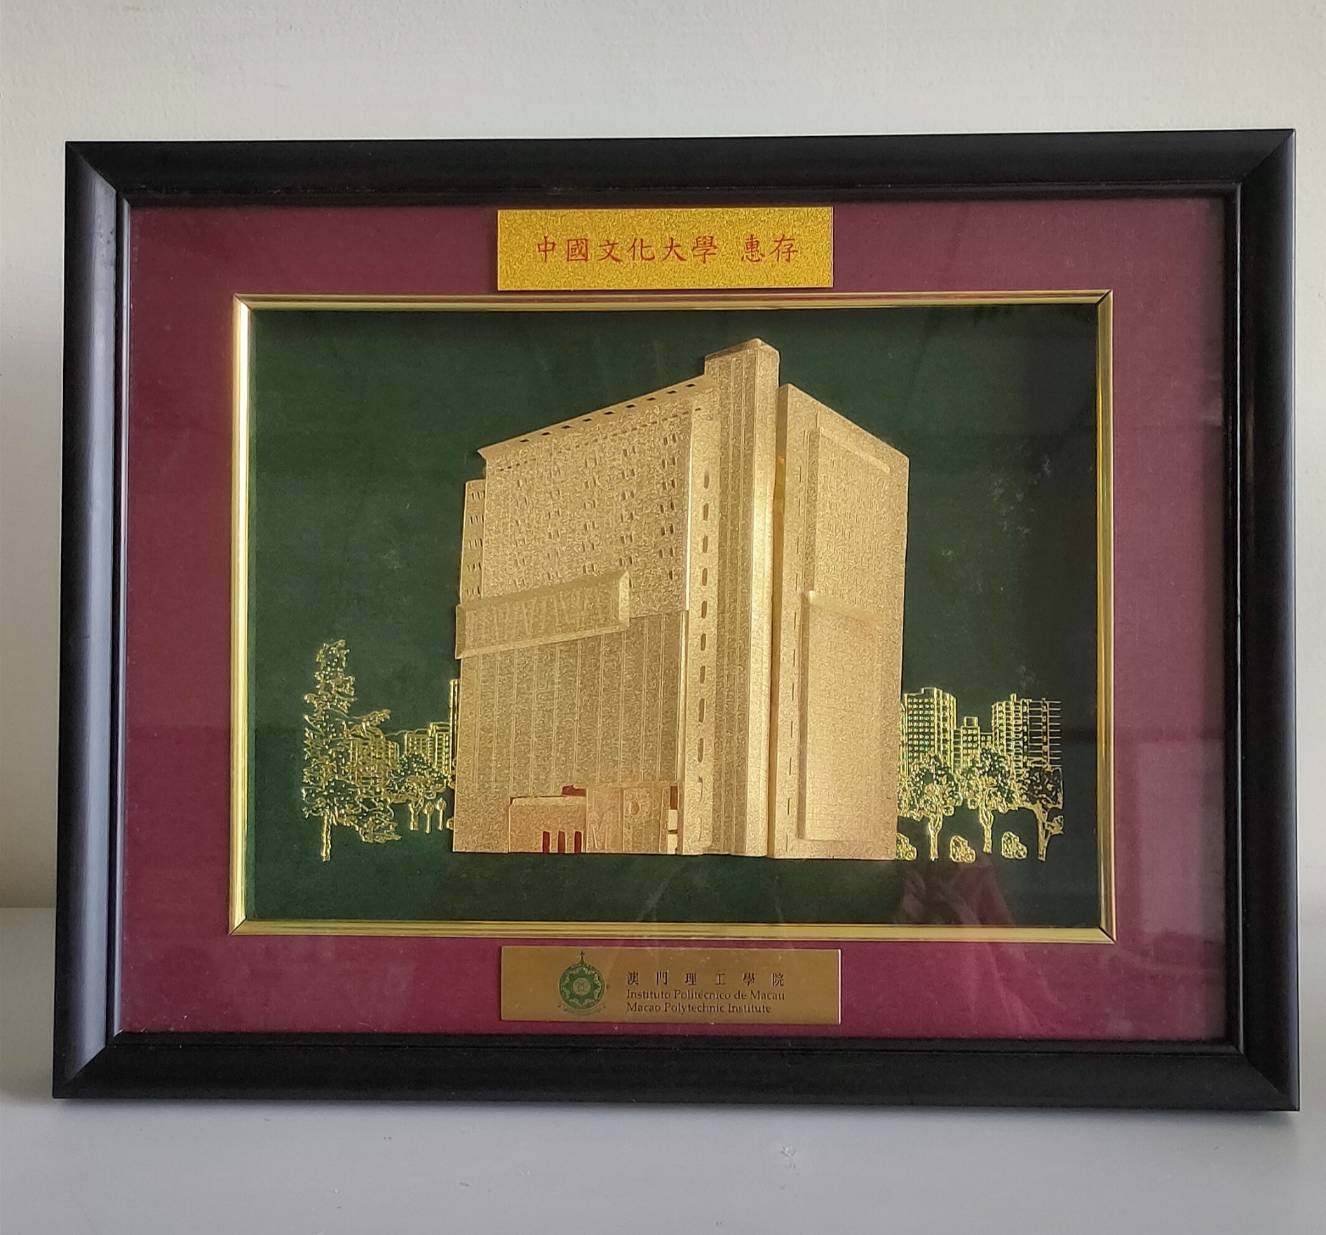 中國文化大學 惠存
澳門理工學院
Instituto Politécnico de Macau
Macao Polytechnic Institute